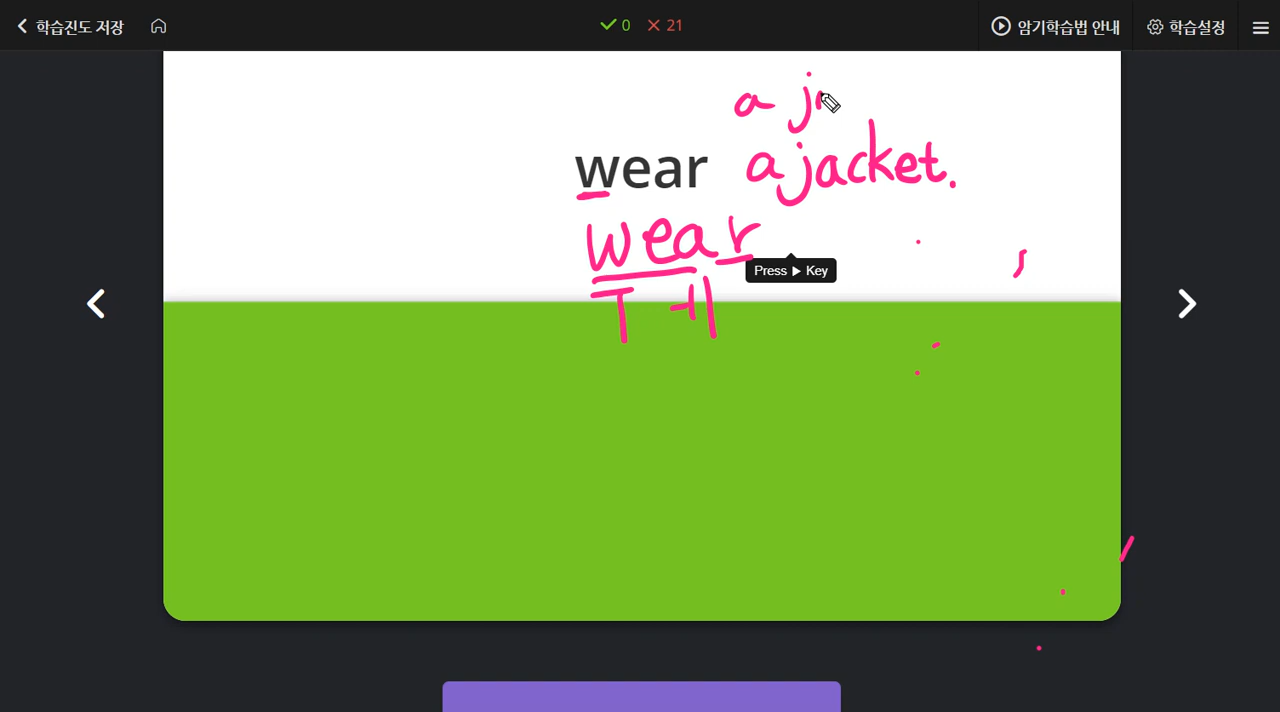 학습진도 저장 0 21 암기학습법 안내 학습설정
a j
wear a jacket.
wear
Press ▶ Key